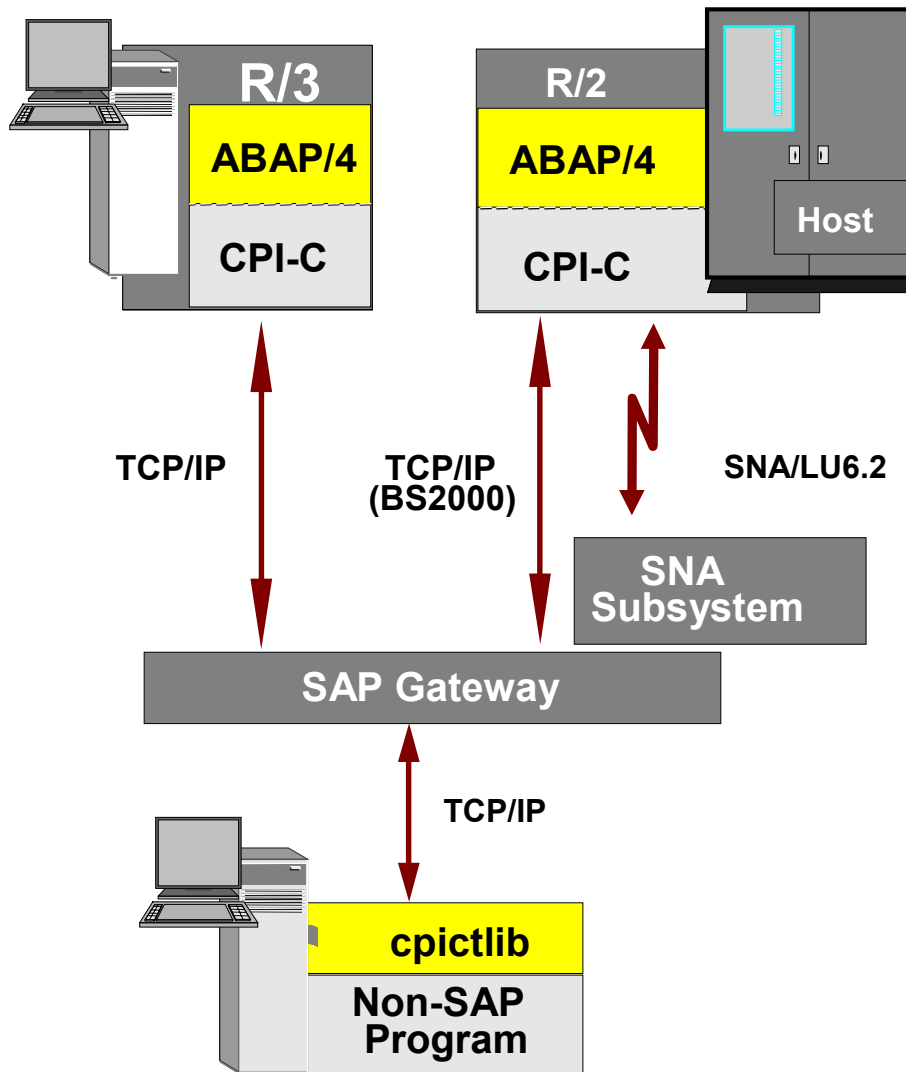 R/3
R/2
ABAP/4
ABAP/4
Host
CPI-C
CPI-C
TCP/IP
TCP/IP
(BS2000)
SNA/LU6.2
SNA
Subsystem
SAP Gateway
TCP/IP
cpictlib
Non-SAP
Program